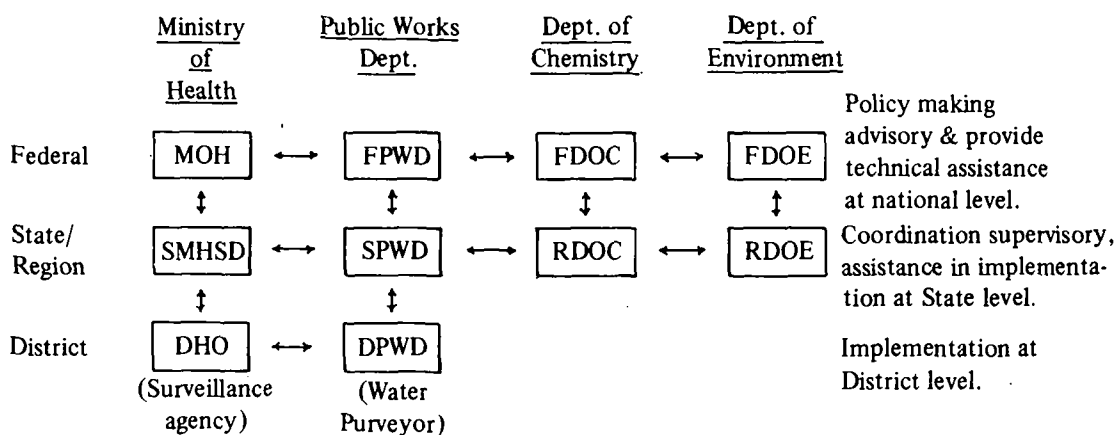 Ministry
of
Health
Public Works
Dept.
Dept. of
Chemistry
Dept. of
Environment
Federal
MOH
FPWD
FDOC
FDOE
Policy making
advisory & provide
technical assistance
at national level.
State/
Region
SMHSD
SPWD
RDOC
RDOE
Coordination supervisory,
assistance in implementa-
tion at State level.
District
DHO
(Surveillance
agency)
DPWD
(Water
Purveyor)
Implementation at
District level.